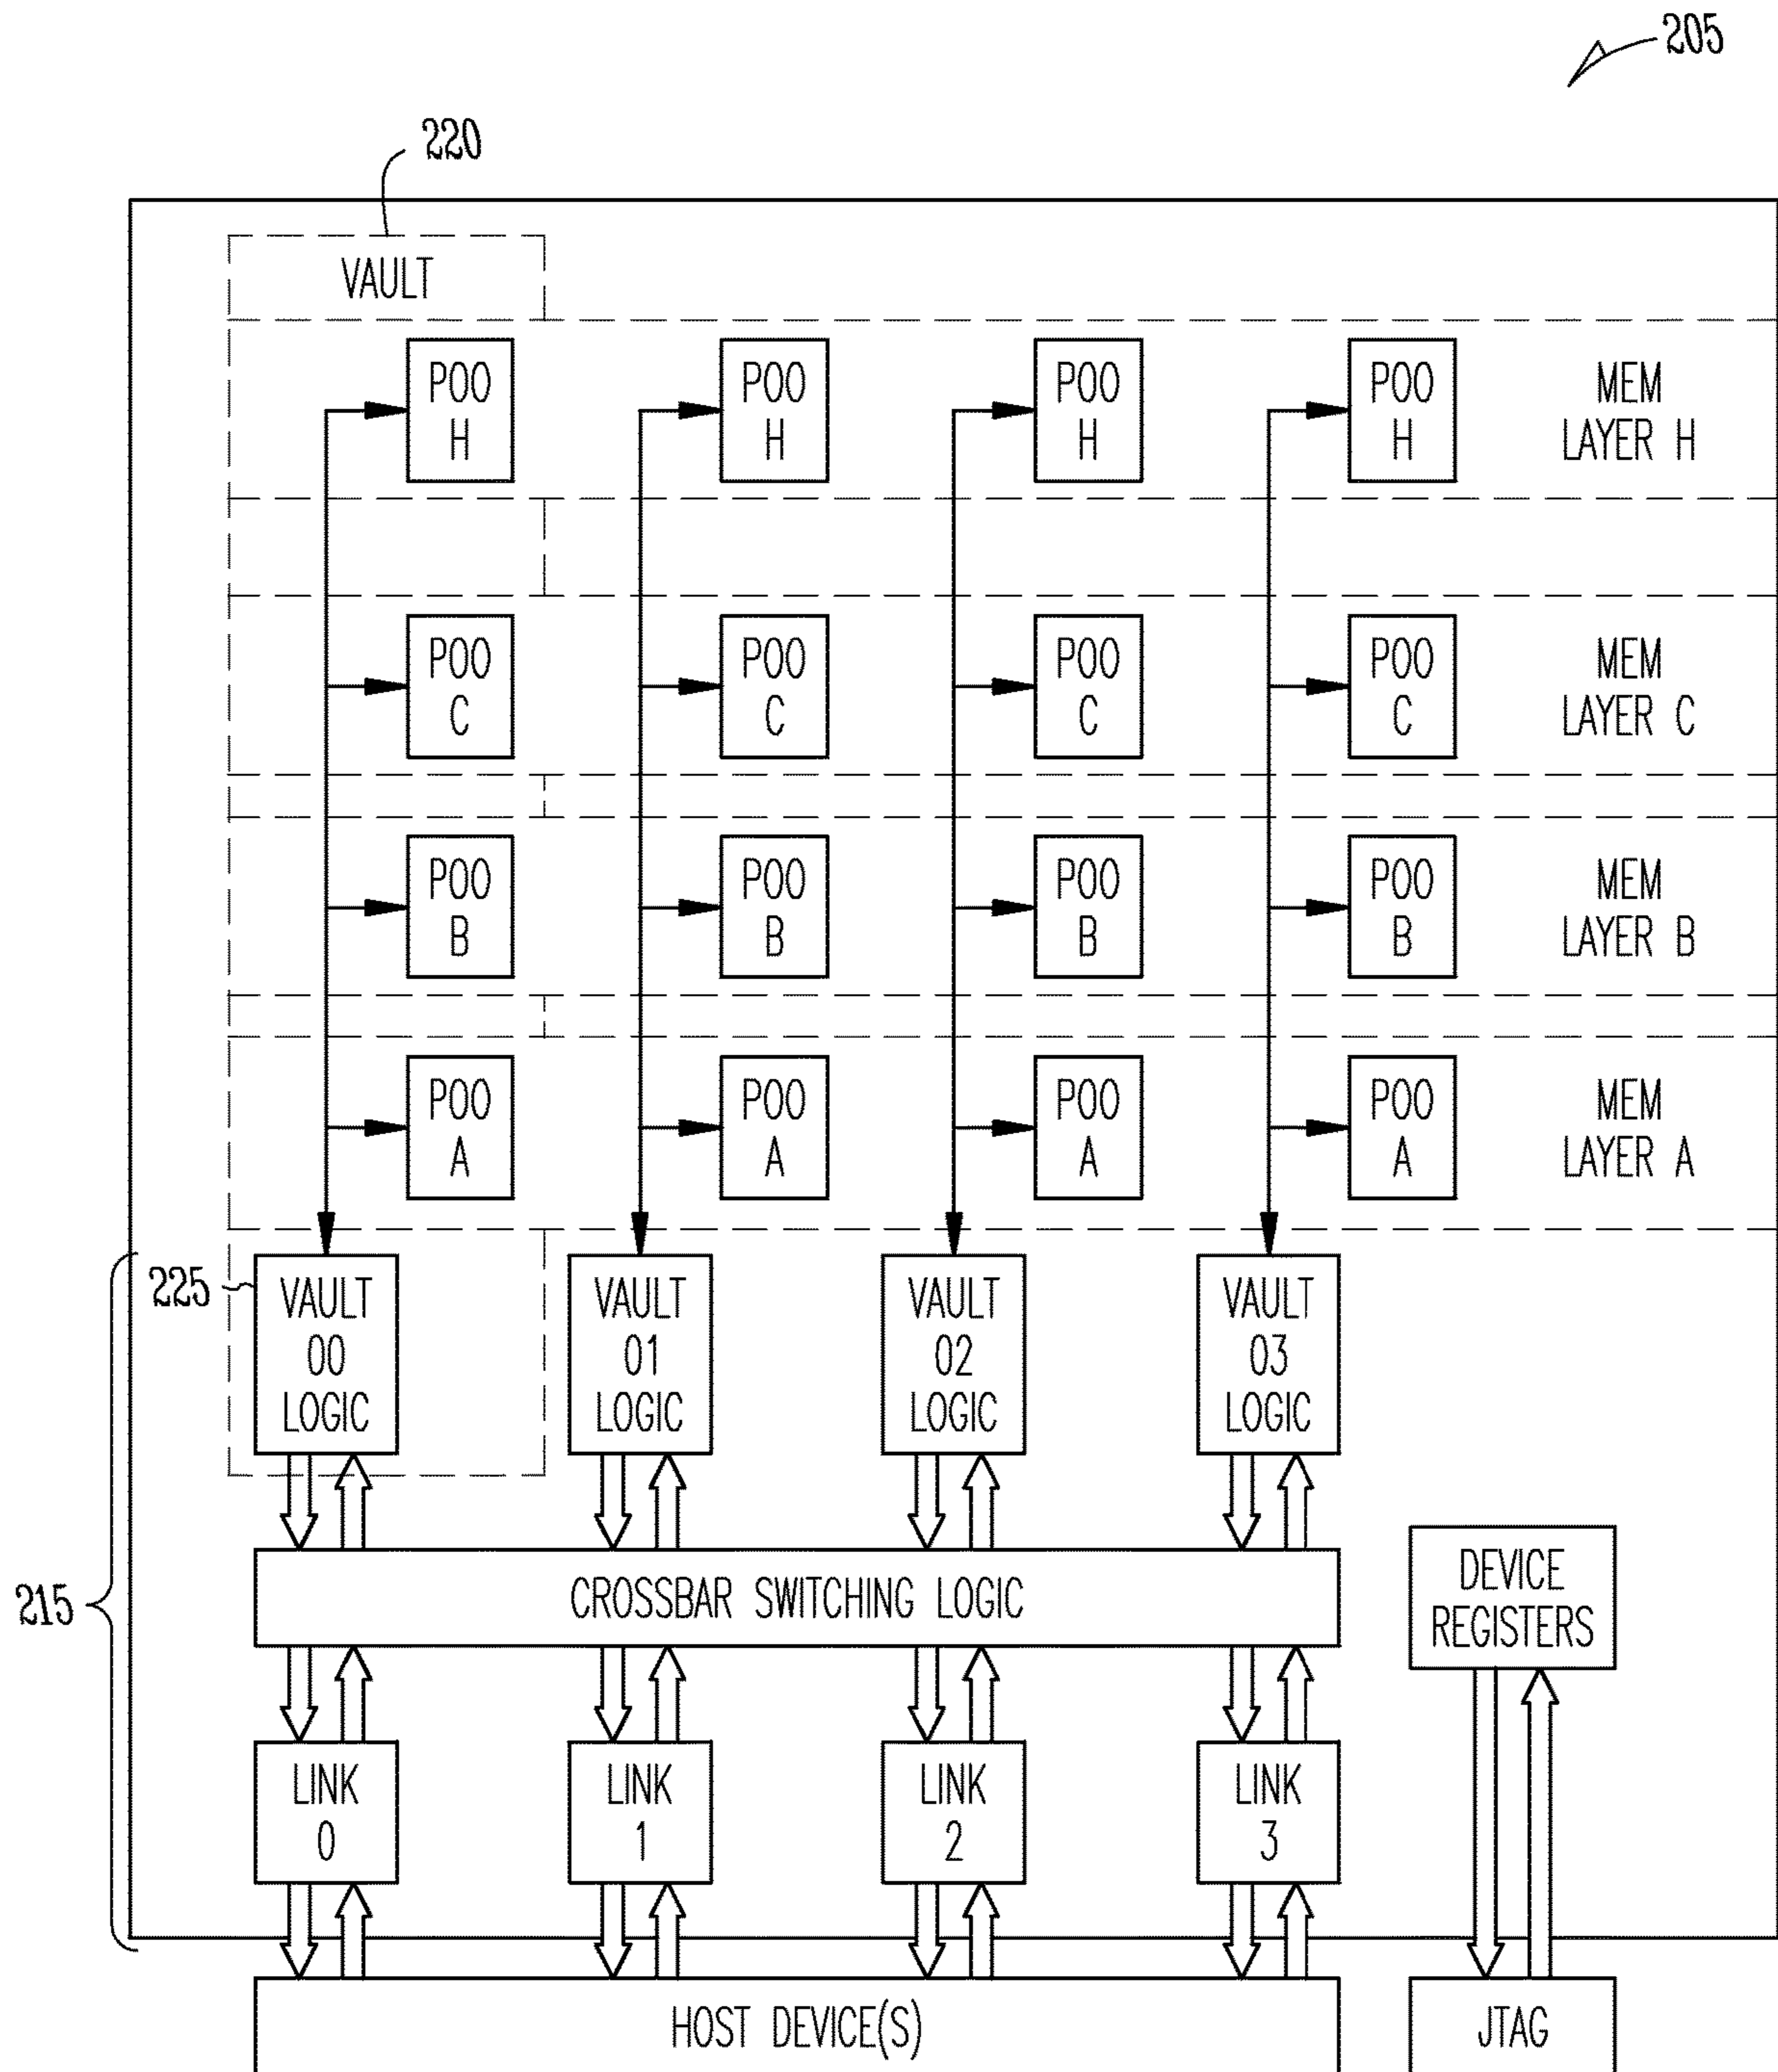 205
220
VAULT
P00 P00 P00 P00 MEM
H H H H LAYER H
P00 P00 P00 P00 MEM
C C C C LAYER C
P00 P00 P00 P00 MEM
B B B B LAYER B
P00 P00 P00 P00 MEM
A A A A LAYER A
225
VAULT VAULT VAULT VAULT
00 01 02 03
LOGIC LOGIC LOGIC LOGIC
215
CROSSBAR SWITCHING LOGIC
DEVICE
REGISTERS
LINK LINK LINK LINK
0 1 2 3
HOST DEVICE(S) JTAG